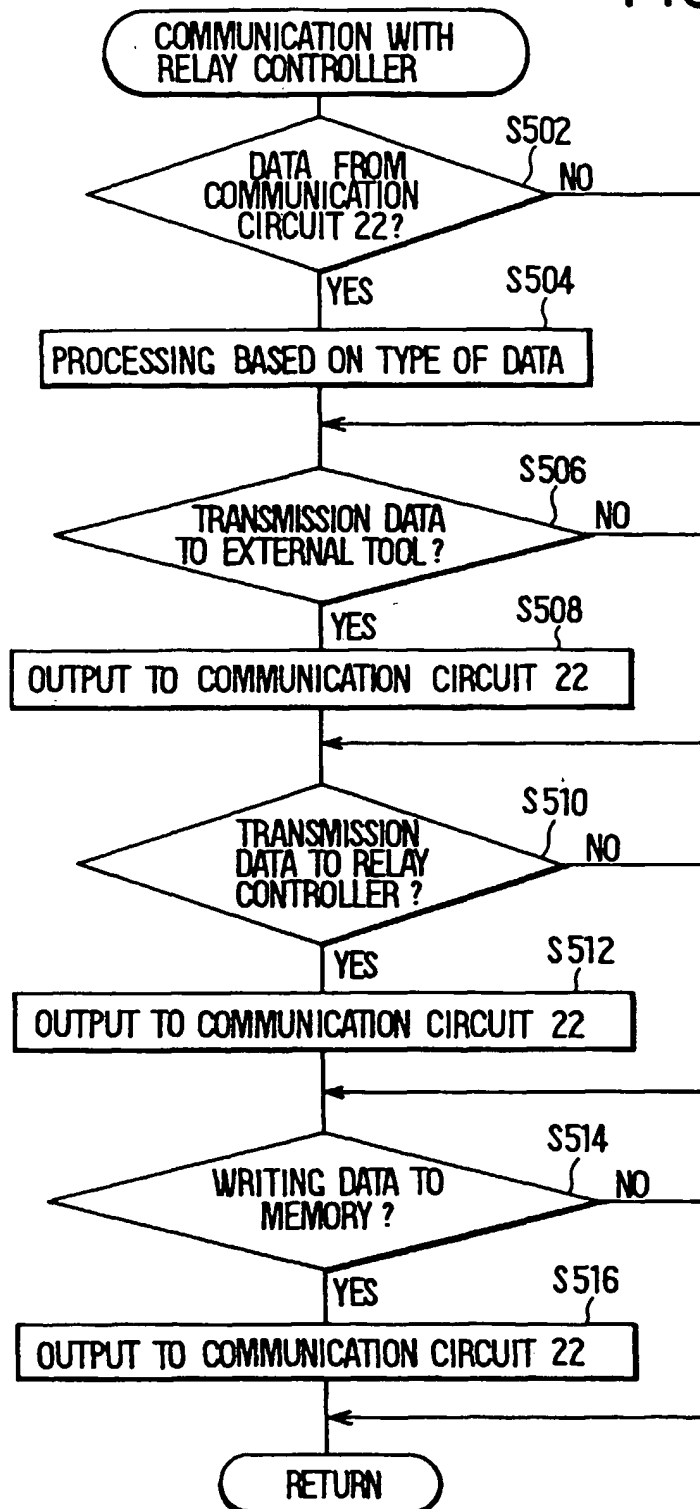 COMMUNICATION WITH
RELAY CONTROLLER
S502
DATA FROM
COMMUNICATION
CIRCUIT 22?
NO
YES
S504
PROCESSING BASED ON TYPE OF DATA
S506
TRANSMISSION DATA
TO EXTERNAL TOOL?
NO
YES
S508
OUTPUT TO COMMUNICATION CIRCUIT 22
S510
TRANSMISSION
DATA TO RELAY
CONTROLLER?
NO
YES
S512
OUTPUT TO COMMUNICATION CIRCUIT 22
S514
WRITING DATA TO
MEMORY?
NO
YES
S516
OUTPUT TO COMMUNICATION CIRCUIT 22
RETURN